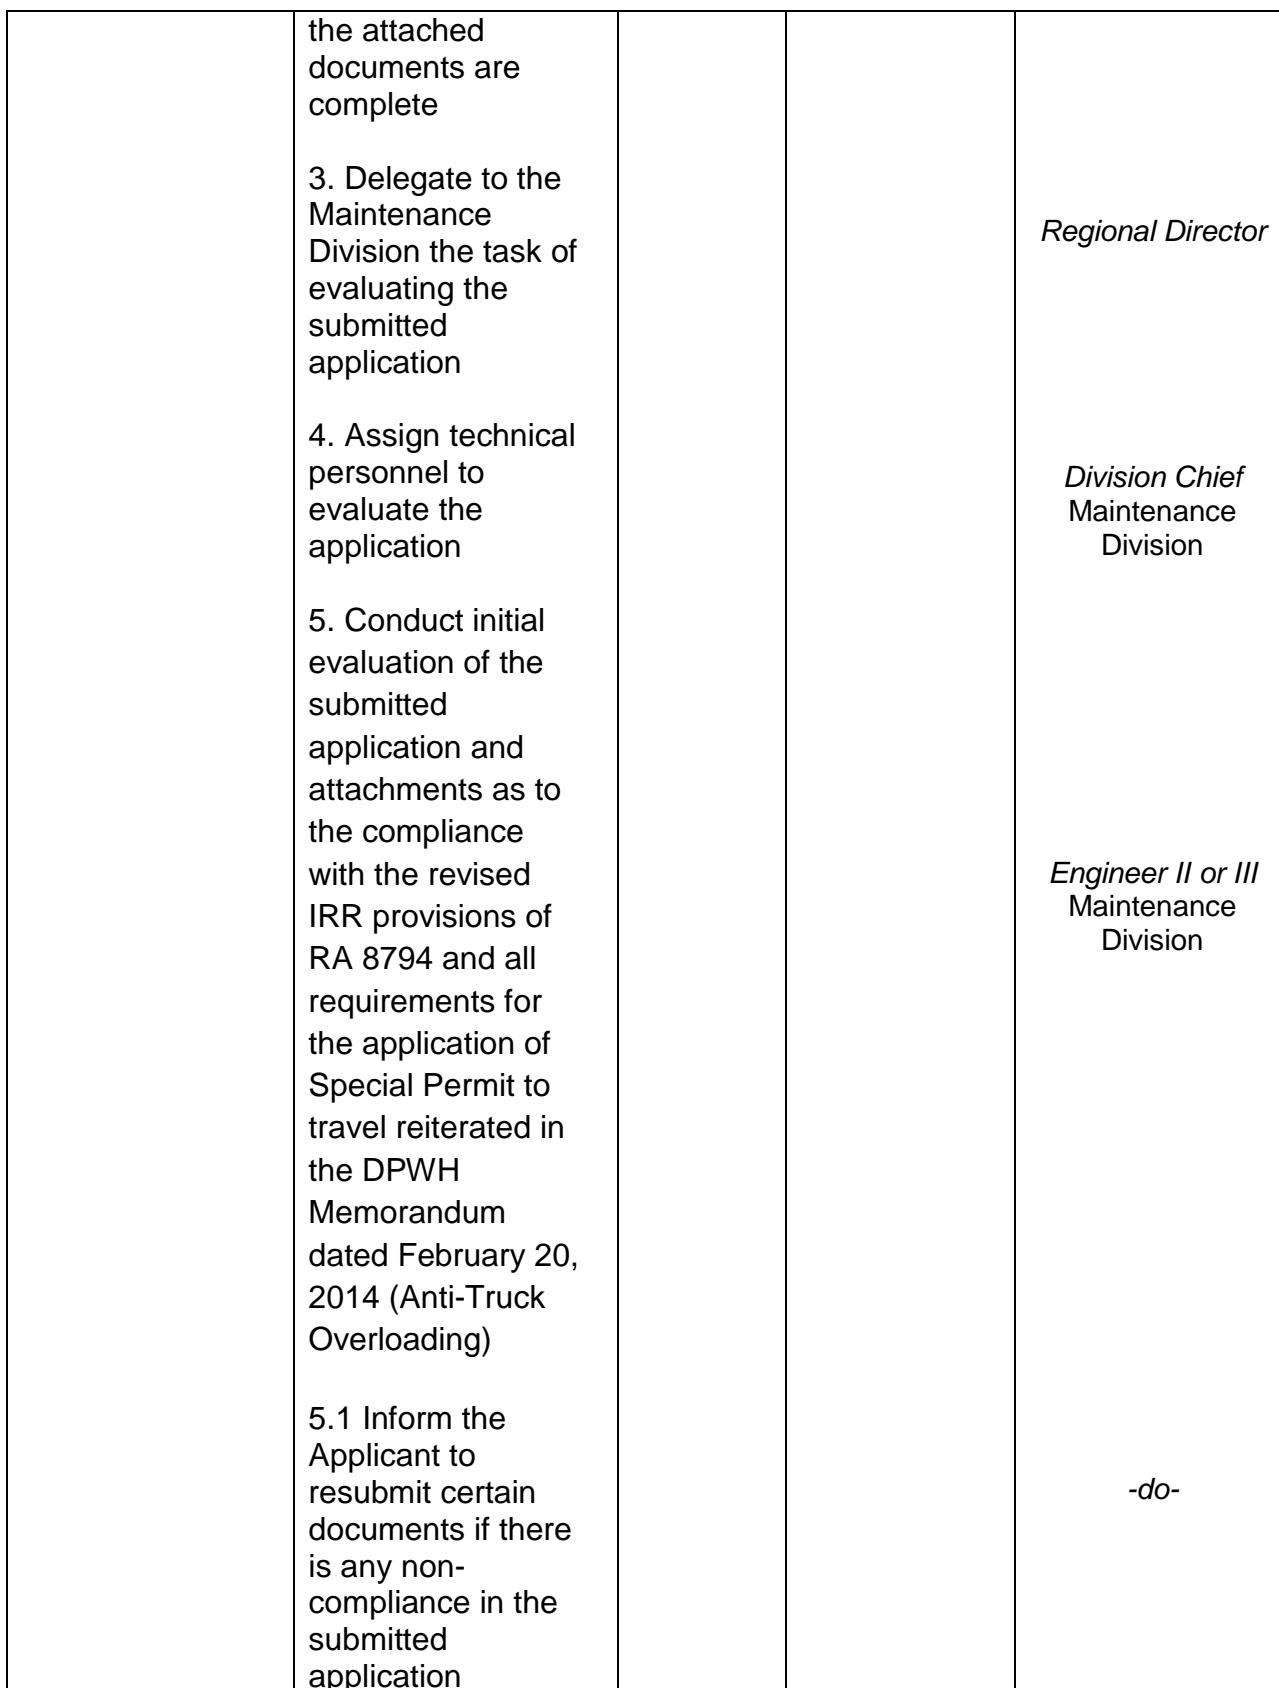 the attached
documents are
complete
3. Delegate to the
Maintenance
Division the task of
evaluating the
submitted
application
Regional Director
4. Assign technical
personnel to
evaluate the
application
Division Chief
Maintenance
Division
5. Conduct initial
evaluation of the
submitted
application and
attachments as to
the compliance
with the revised
IRR provisions of
RA 8794 and all
requirements for
the application of
Special Permit to
travel reiterated in
the DPWH
Memorandum
dated February 20,
2014 (Anti-Truck
Overloading)
Engineer II or III
Maintenance
Division
5.1 Inform the
Applicant to
resubmit certain
documents if there
is any non-
compliance in the
submitted
application
-do-